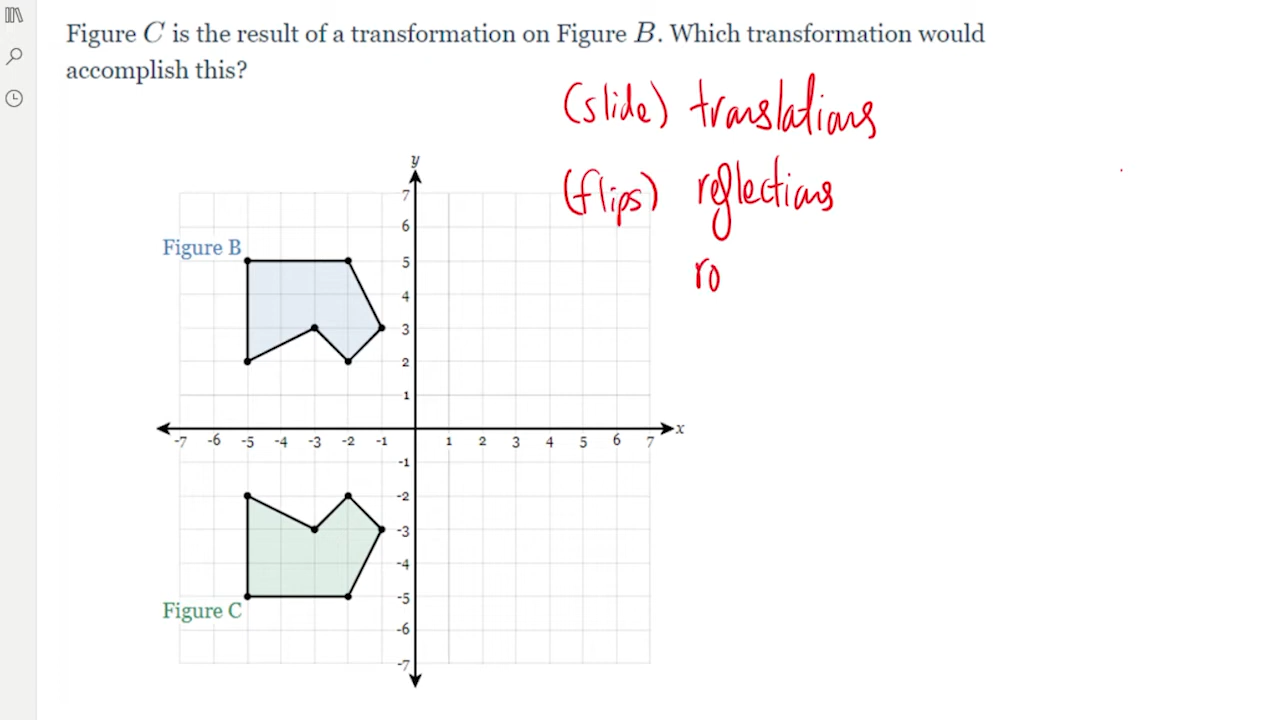 Figure C is the result of a transformation on Figure B. Which transformation would
accomplish this?
(slide) translations
(flips) reflections
ro
y
7
6
Figure B
5
4
3
2
1
-7 -6 -5 -4 -3 -2 -1 1 2 3 4 5 6 7 x
-1
-2
-3
-4
-5
Figure C
-6
-7